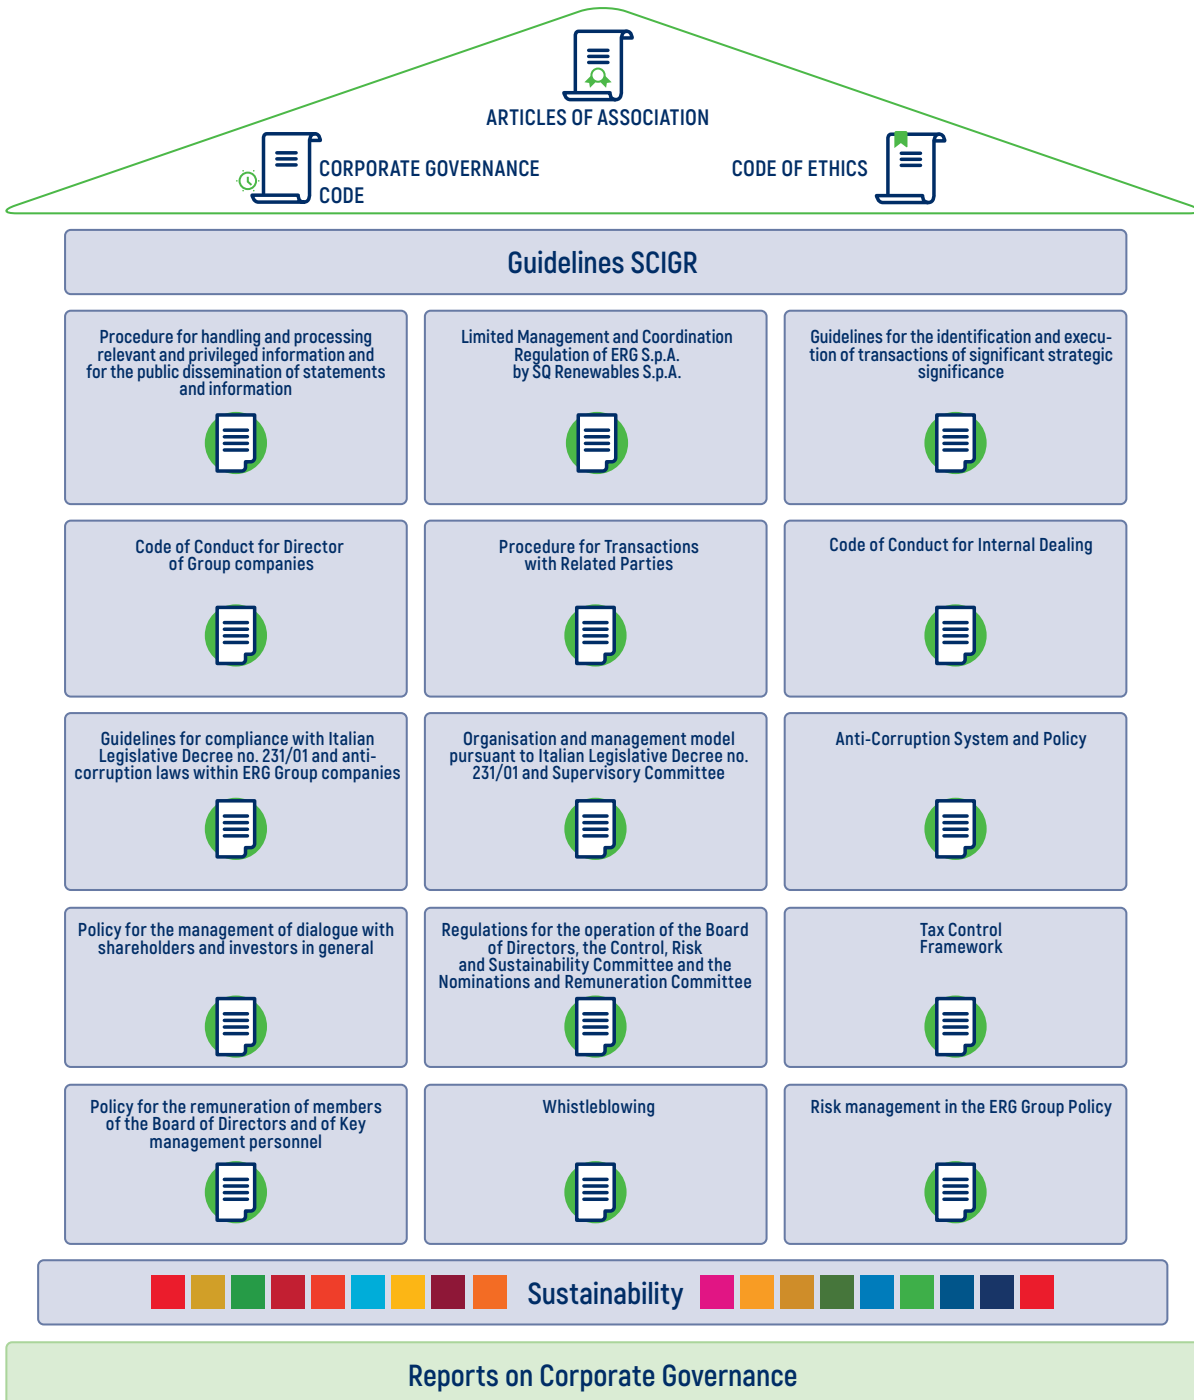 ARTICLES OF ASSOCIATION
CORPORATE GOVERNANCE
CODE
CODE OF ETHICS
Guidelines SCIGR
Procedure for handling and processing
relevant and privileged information and
for the public dissemination of statements
and information
Limited Management and Coordination
Regulation of ERG S.p.A.
by SQ Renewables S.p.A.
Guidelines for the identification and execu-
tion of transactions of significant strategic
significance
Code of Conduct for Director
of Group companies
Procedure for Transactions
with Related Parties
Code of Conduct for Internal Dealing
Guidelines for compliance with Italian
Legislative Decree no. 231/01 and anti-
corruption laws within ERG Group companies
Organisation and management model
pursuant to Italian Legislative Decree no.
231/01 and Supervisory Committee
Anti-Corruption System and Policy
Policy for the management of dialogue with
shareholders and investors in general
Regulations for the operation of the Board
of Directors, the Control, Risk
and Sustainability Committee and the
Nominations and Remuneration Committee
Tax Control
Framework
Policy for the remuneration of members
of the Board of Directors and of Key
management personnel
Whistleblowing
Risk management in the ERG Group Policy
Sustainability
Reports on Corporate Governance